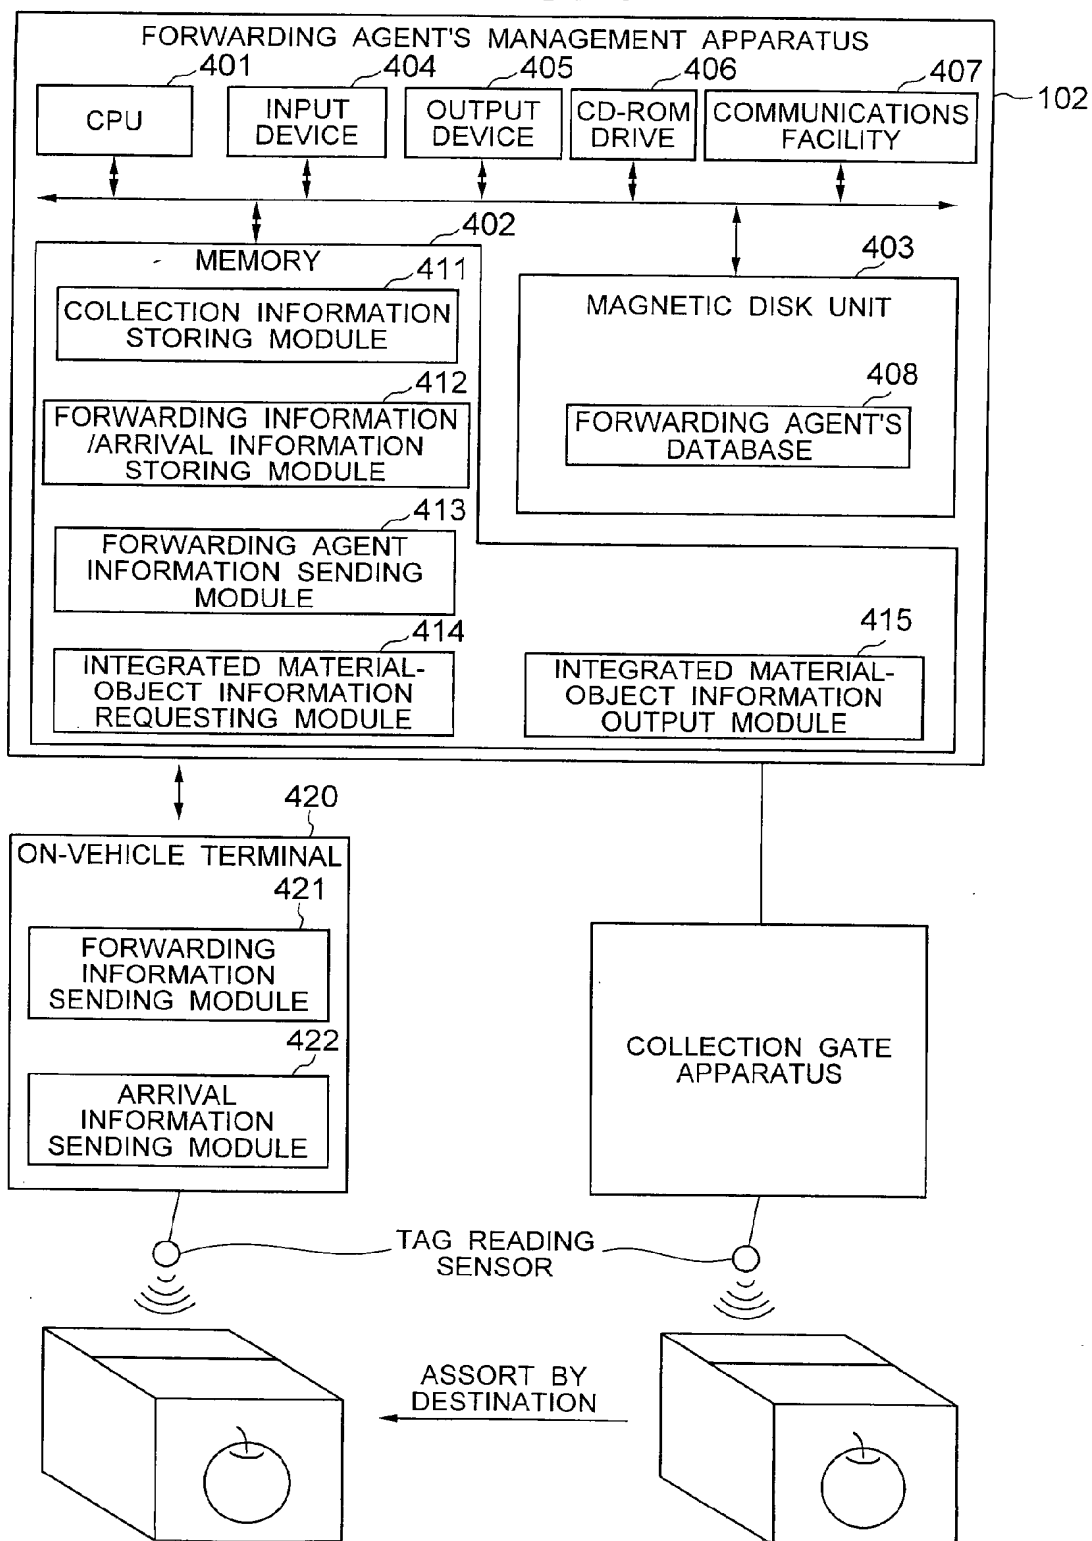 FORWARDING AGENT'S MANAGEMENT APPARATUS
401
404
405
406
407
102
CPU
INPUT
DEVICE
OUTPUT
DEVICE
CD-ROM
DRIVE
COMMUNICATIONS
FACILITY
402
MEMORY
411
COLLECTION INFORMATION
STORING MODULE
412
FORWARDING INFORMATION
/ARRIVAL INFORMATION
STORING MODULE
413
FORWARDING AGENT
INFORMATION SENDING
MODULE
414
INTEGRATED MATERIAL-
OBJECT INFORMATION
REQUESTING MODULE
403
MAGNETIC DISK UNIT
408
FORWARDING AGENT'S
DATABASE
415
INTEGRATED MATERIAL-
OBJECT INFORMATION
OUTPUT MODULE
420
ON-VEHICLE TERMINAL
421
FORWARDING
INFORMATION
SENDING MODULE
422
ARRIVAL
INFORMATION
SENDING MODULE
COLLECTION GATE
APPARATUS
TAG READING
SENSOR
ASSORT BY
DESTINATION